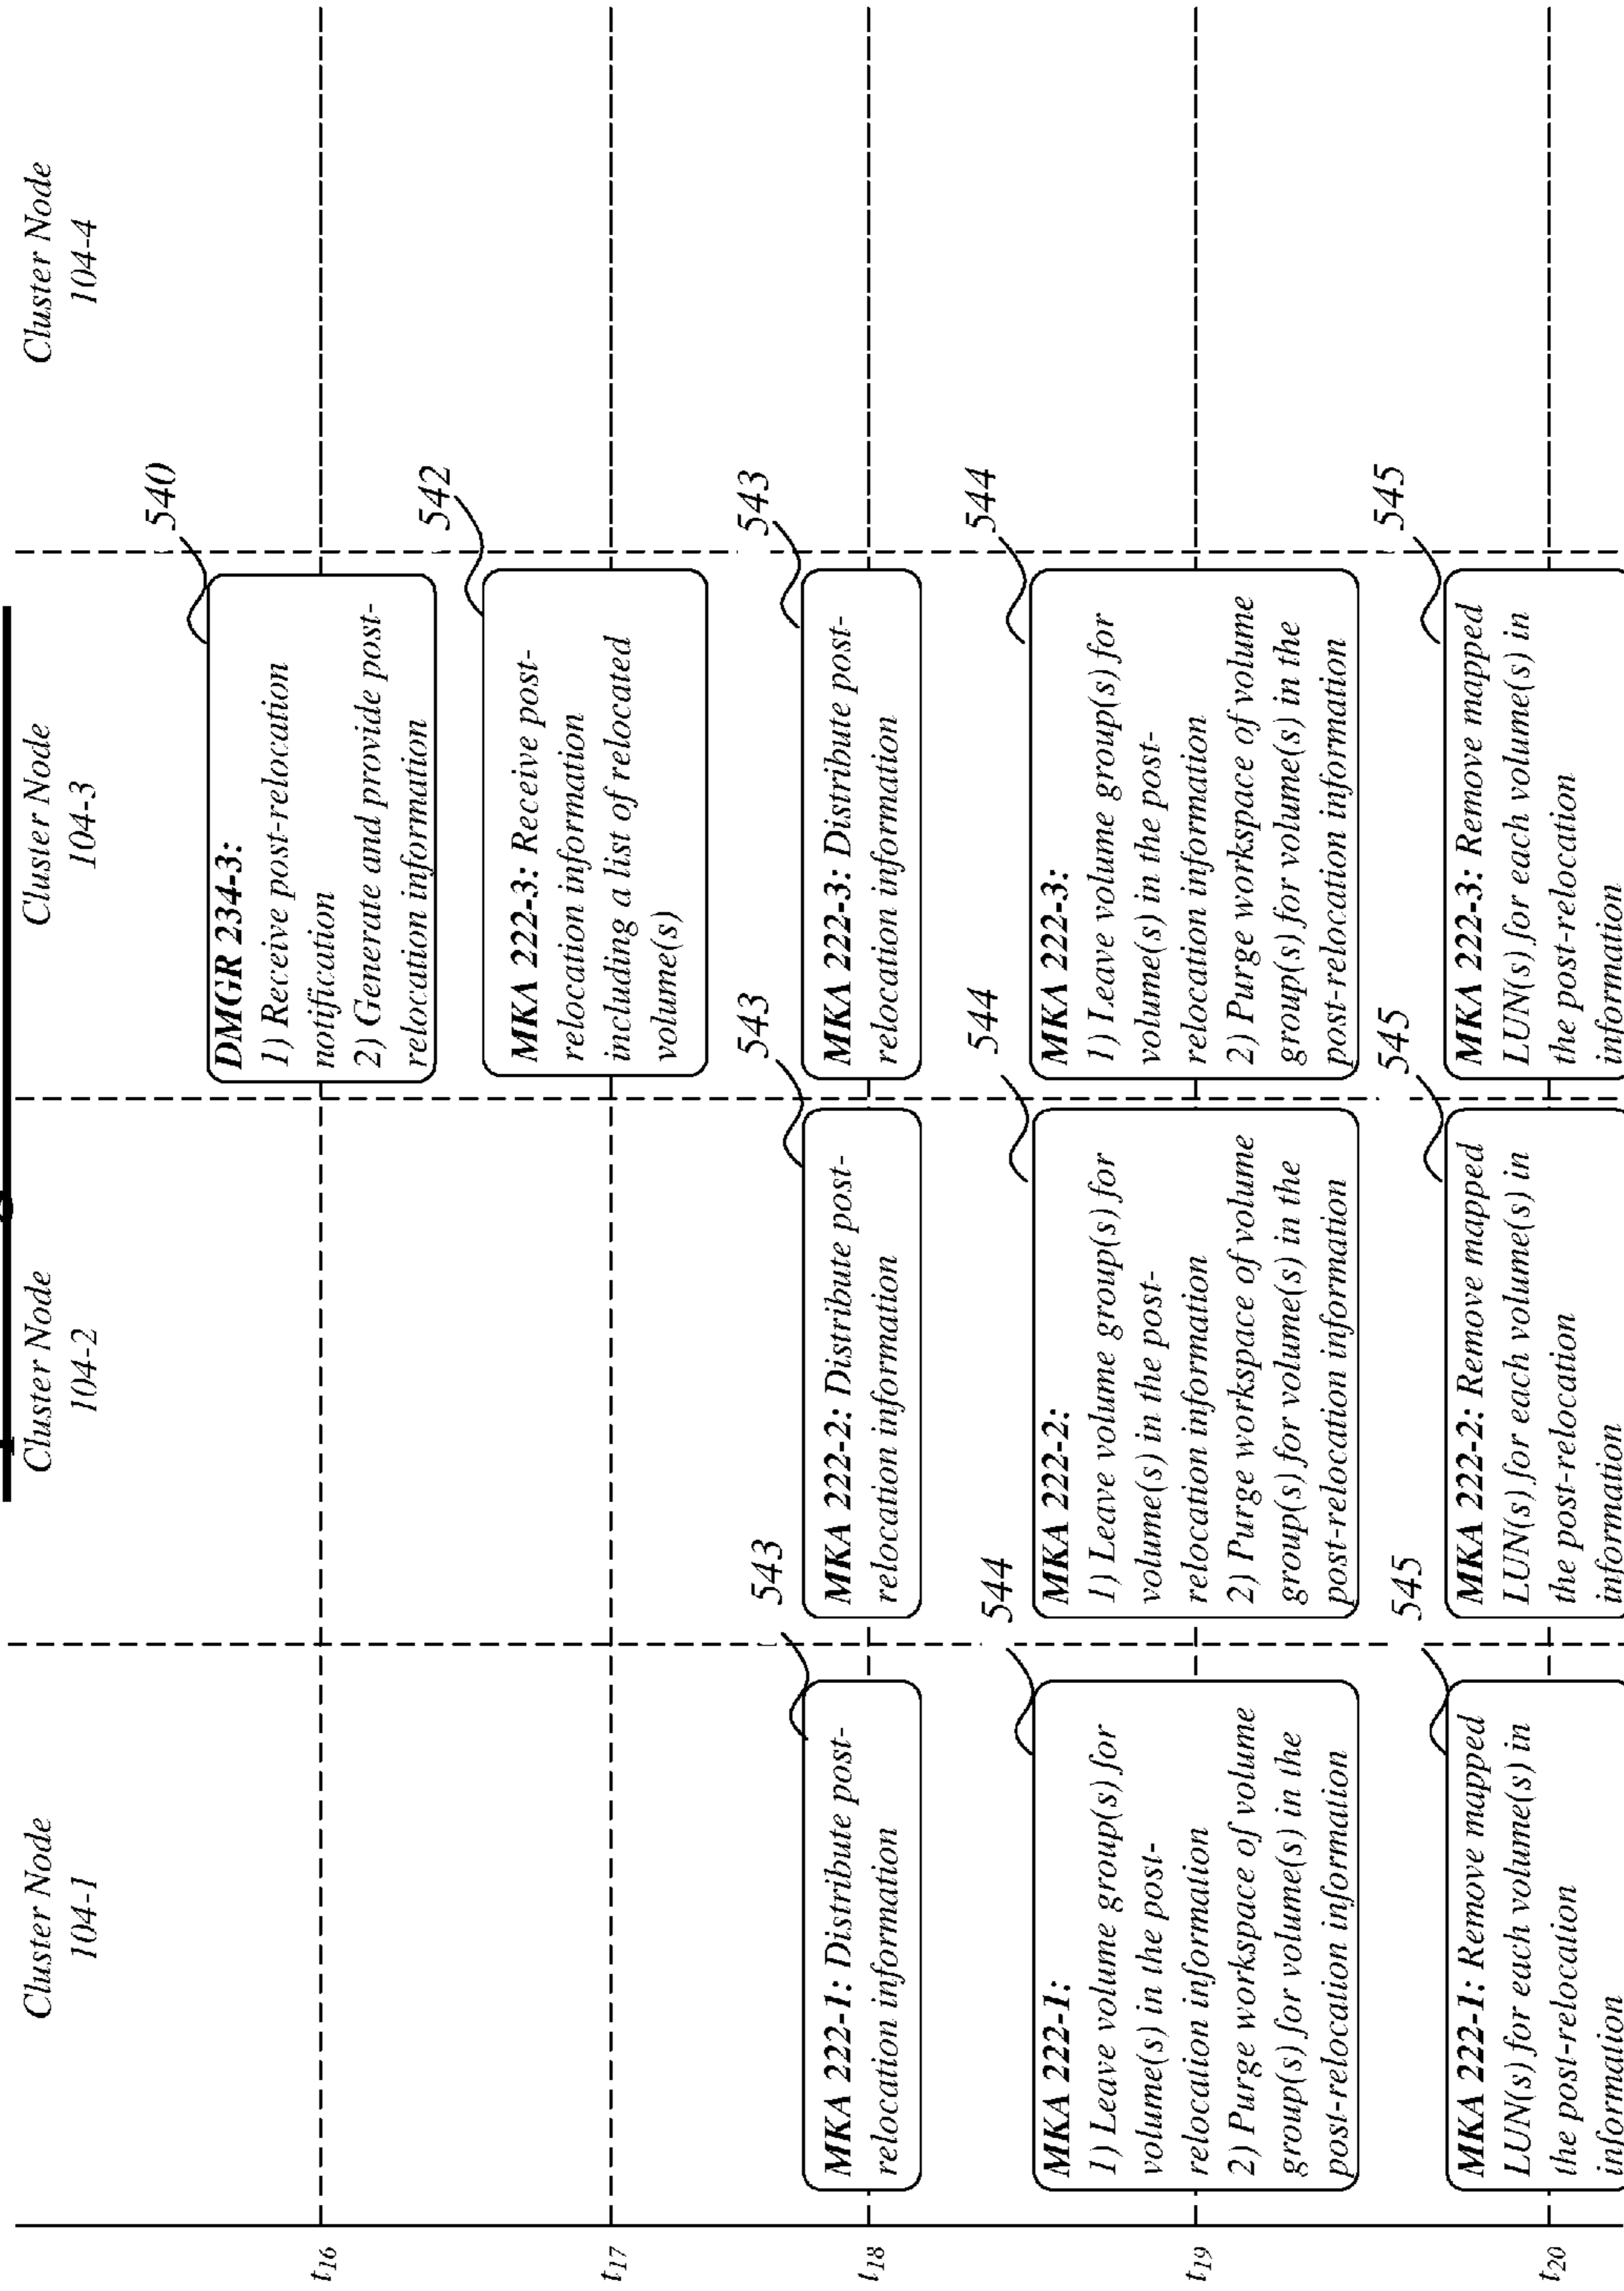 Cluster Node
104-1
Cluster Node
104-2
Cluster Node
104-3
Cluster Node
104-4
t16
540
DMGR 234-3:
1) Receive post-relocation
notification
2) Generate and provide post-
relocation information
t17
542
MKA 222-3: Receive post-
relocation information
including a list of relocated
volume(s)
t18
543
MKA 222-1: Distribute post-
relocation information
543
MKA 222-2: Distribute post-
relocation information
543
MKA 222-3: Distribute post-
relocation information
t19
544
MKA 222-1:
1) Leave volume group(s) for
volume(s) in the post-
relocation information
2) Purge workspace of volume
group(s) for volume(s) in the
post-relocation information
544
MKA 222-2:
1) Leave volume group(s) for
volume(s) in the post-
relocation information
2) Purge workspace of volume
group(s) for volume(s) in the
post-relocation information
544
MKA 222-3:
1) Leave volume group(s) for
volume(s) in the post-
relocation information
2) Purge workspace of volume
group(s) for volume(s) in the
post-relocation information
t20
545
MKA 222-1: Remove mapped
LUN(s) for each volume(s) in
the post-relocation
information
545
MKA 222-2: Remove mapped
LUN(s) for each volume(s) in
the post-relocation
information
545
MKA 222-3: Remove mapped
LUN(s) for each volume(s) in
the post-relocation
information